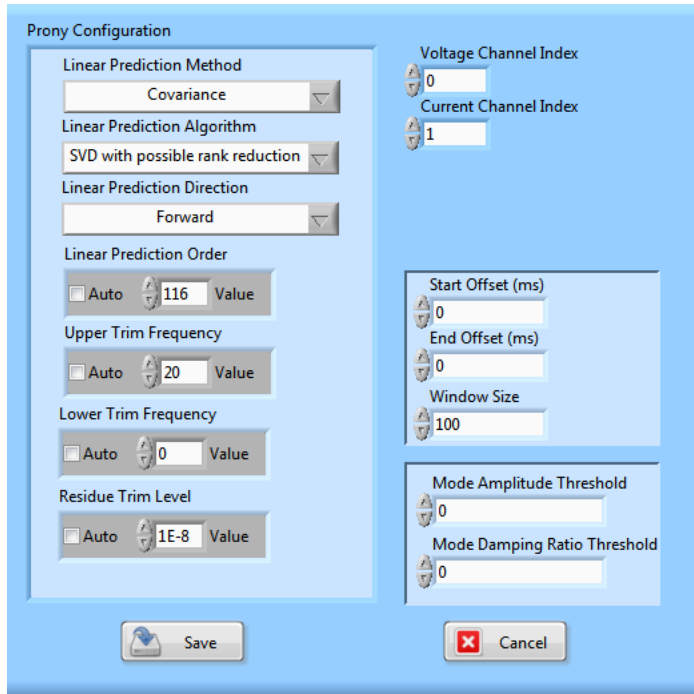 Prony Configuration
Linear Prediction Method
Covariance
Linear Prediction Algorithm
SVD with possible rank reduction
Linear Prediction Direction
Forward
Linear Prediction Order
Auto 116 Value
Upper Trim Frequency
Auto 20 Value
Lower Trim Frequency
Auto 0 Value
Residue Trim Level
Auto 1E-8 Value
Voltage Channel Index
0
Current Channel Index
1
Start Offset (ms)
0
End Offset (ms)
0
Window Size
100
Mode Amplitude Threshold
0
Mode Damping Ratio Threshold
0
Save
Cancel